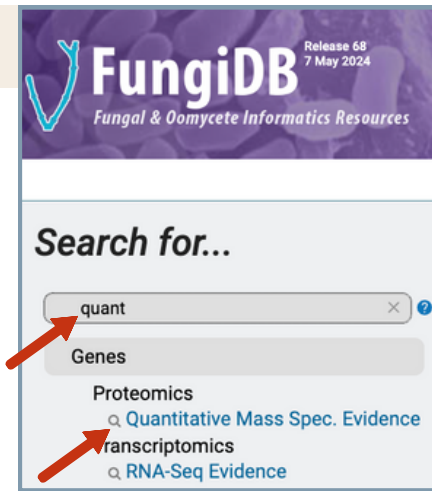 FungiDB
Release 68
7 May 2024
Fungal & Oomycete Informatics Resources
Search for...
quant
Genes
Proteomics
Quantitative Mass Spec. Evidence
Transcriptomics
RNA-Seq Evidence